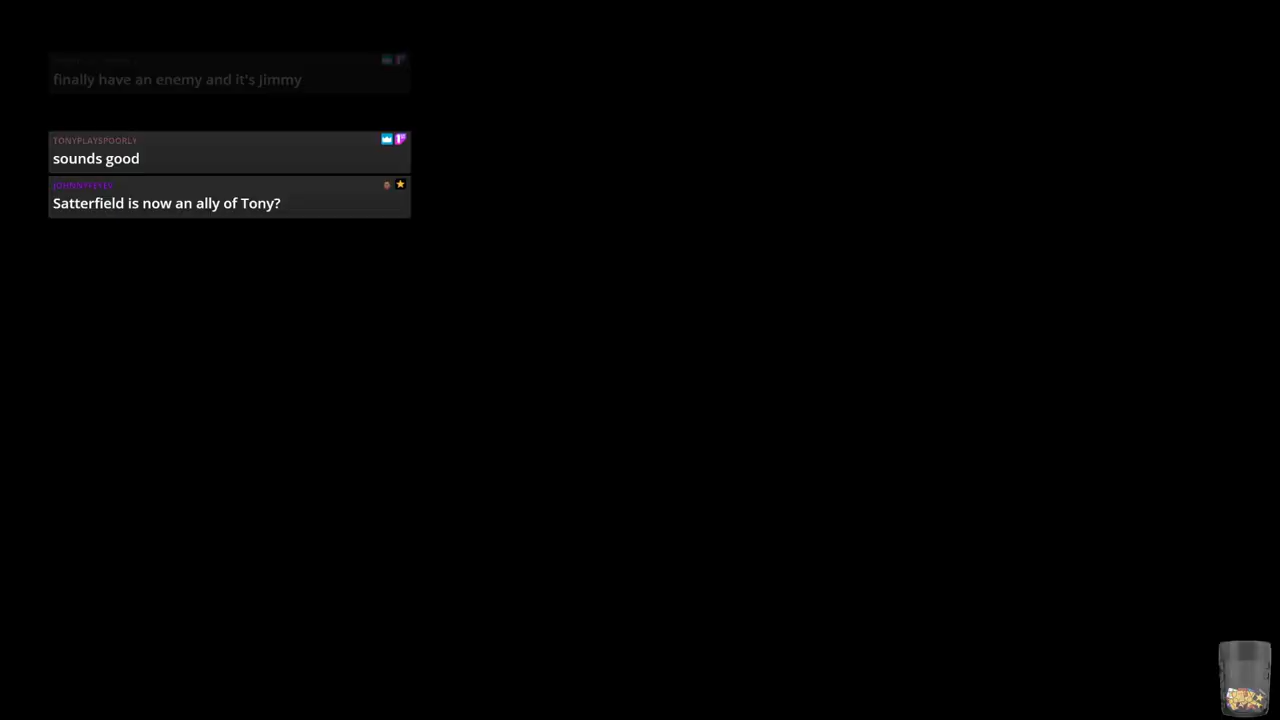 finally have an enemy and it's Jimmy
TONYPLAYSPOORLY
sounds good
Satterfield is now an ally of Tony?